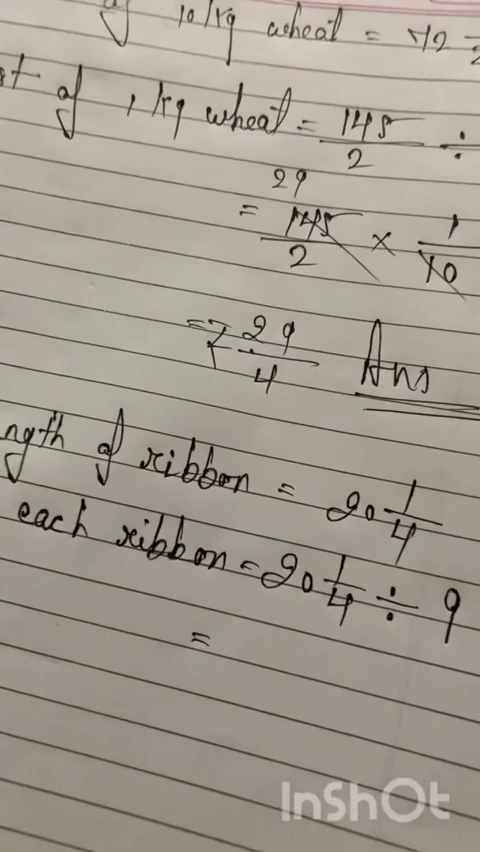 10 kg wheat = 72
of 1 kg wheat = 145/2 ÷
29
= 145/2 × 1/10
= ₹ 29/4 Ans
ngth of ribbon = 20 1/4
each ribbon = 20 1/4 ÷ 9
=
InShOt